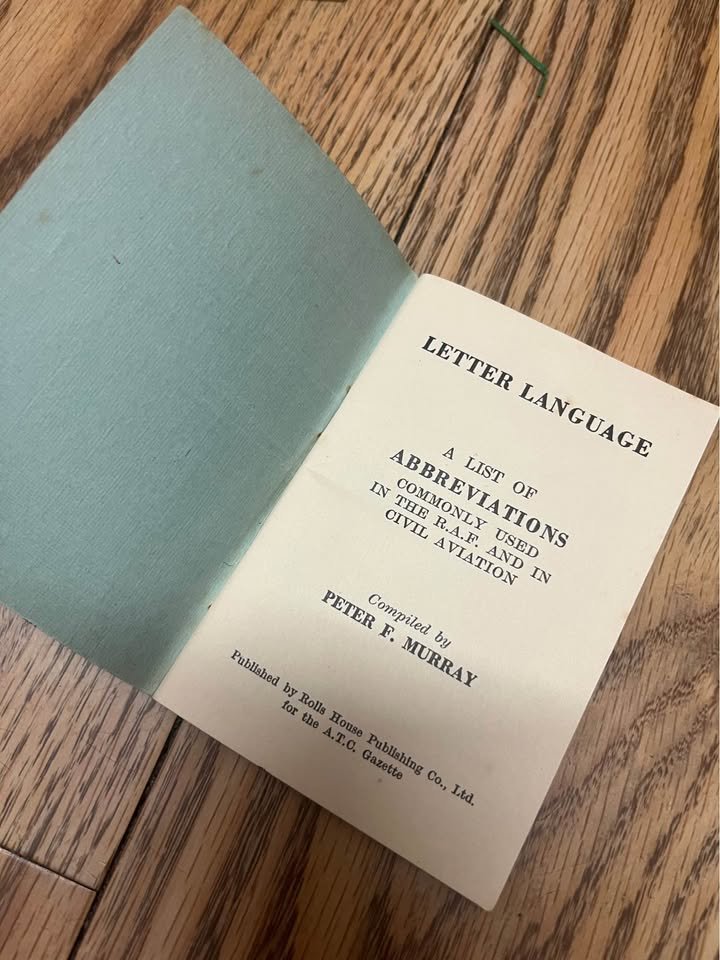 LETTER LANGUAGE
A LIST OF
ABBREVIATIONS
COMMONLY USED
IN THE R.A.F. AND IN
CIVIL AVIATION
Compiled by
PETER F. MURRAY
Published by Rolls House Publishing Co., Ltd.
for the A.T.C. Gazette